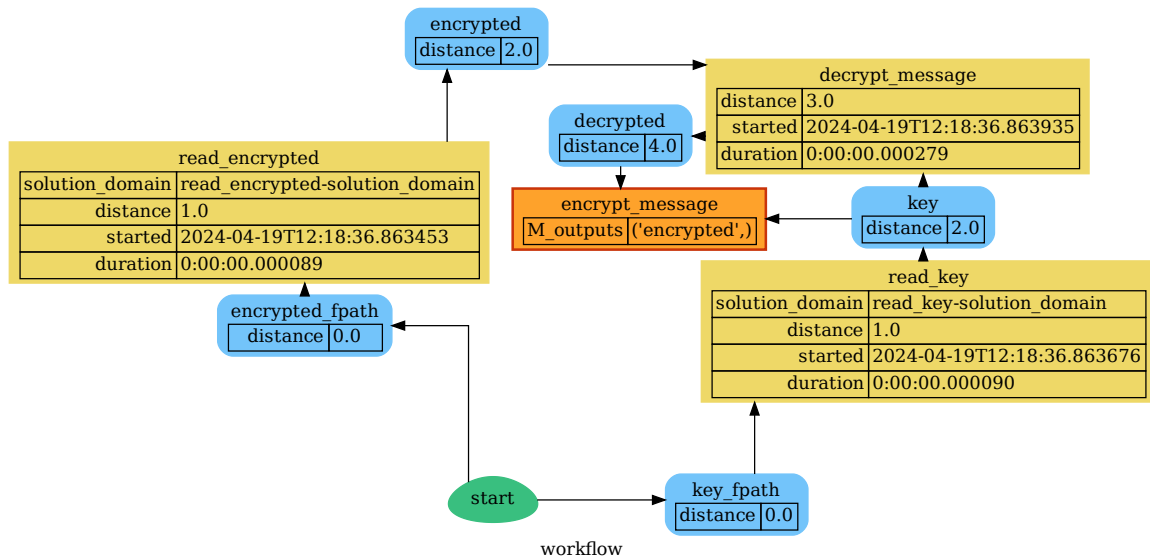 encrypted
distance 2.0
decrypt_message
distance 3.0
started 2024-04-19T12:18:36.863935
duration 0:00:00.000279
decrypted
distance 4.0
read_encrypted
solution_domain read_encrypted-solution_domain
distance 1.0
started 2024-04-19T12:18:36.863453
duration 0:00:00.000089
encrypt_message
M_outputs ('encrypted',)
key
distance 2.0
read_key
solution_domain read_key-solution_domain
distance 1.0
started 2024-04-19T12:18:36.863676
duration 0:00:00.000090
encrypted_fpath
distance 0.0
start
key_fpath
distance 0.0
workflow